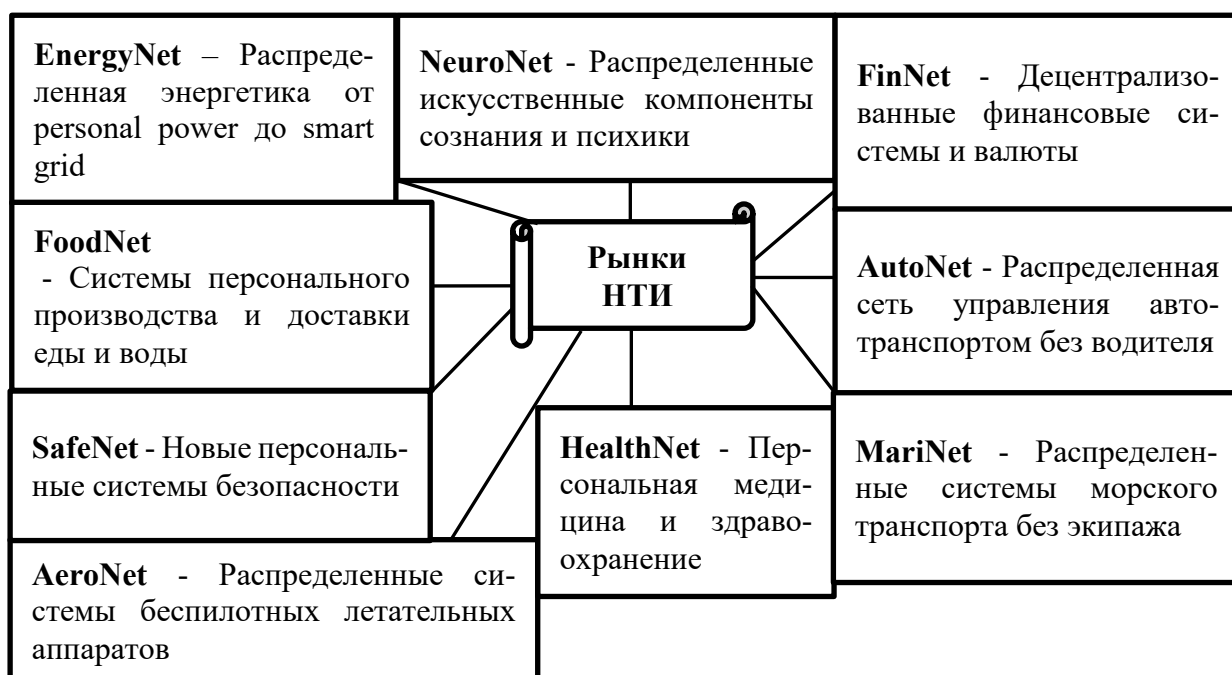 EnergyNet – Распреде-
ленная энергетика от
personal power до smart
grid
NeuroNet - Распределенные
искусственные компоненты
сознания и психики
FinNet - Децентрализо-
ванные финансовые си-
стемы и валюты
FoodNet
- Системы персонального
производства и доставки
еды и воды
Рынки
НТИ
AutoNet - Распределенная
сеть управления авто-
транспортом без водителя
SafeNet - Новые персональ-
ные системы безопасности
HealthNet - Пер-
сональная меди-
цина и здраво-
охранение
MariNet - Распределен-
ные системы морского
транспорта без экипажа
AeroNet - Распределенные си-
стемы беспилотных летательных
аппаратов